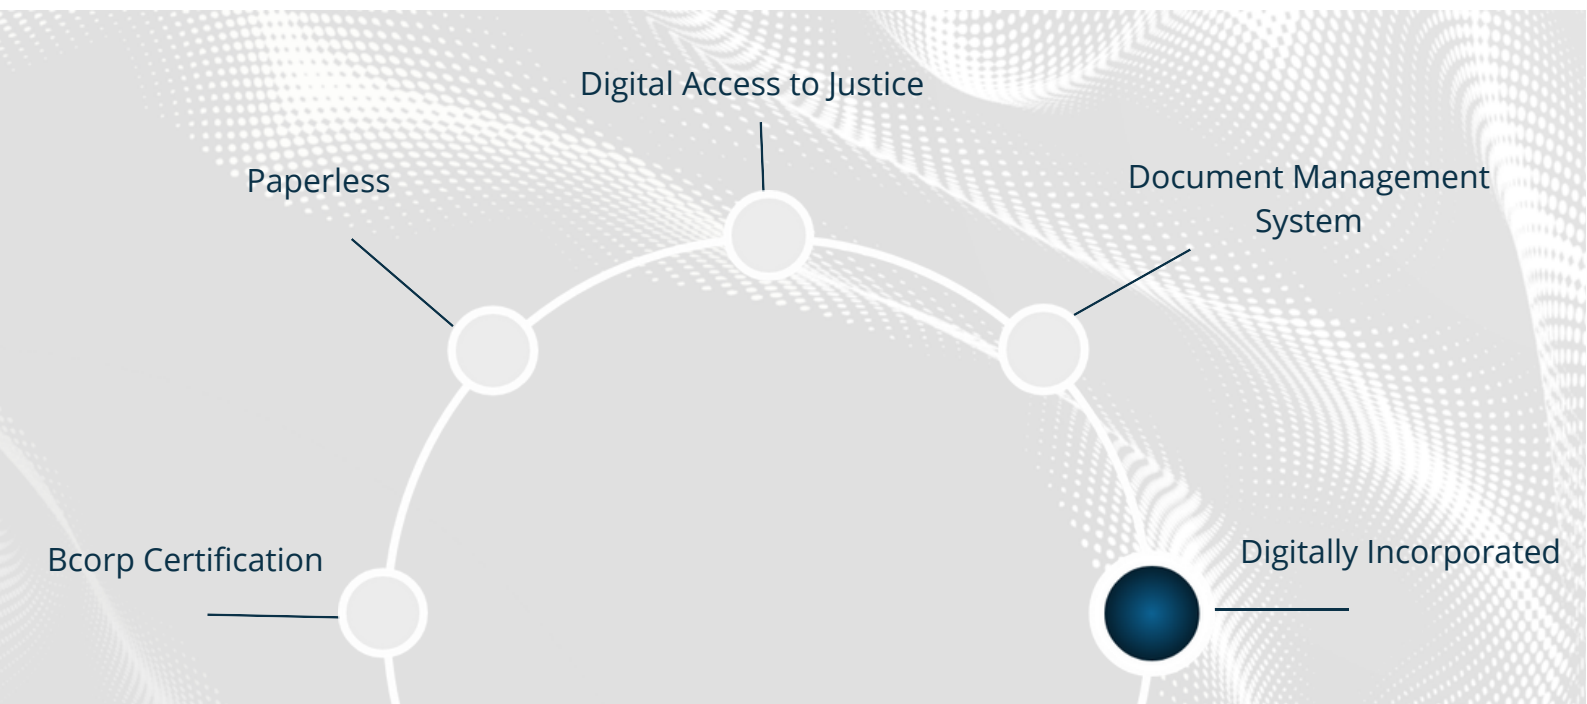 Digital Access to Justice
Paperless
Document Management
System
Bcorp Certification
Digitally Incorporated